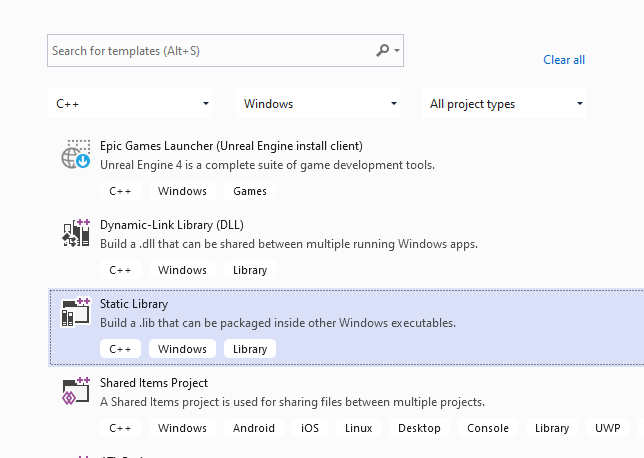 Search for templates (Alt+S)
Clear all
C++ Windows All project types
Epic Games Launcher (Unreal Engine install client)
Unreal Engine 4 is a complete suite of game development tools.
C++ Windows Games
Dynamic-Link Library (DLL)
Build a .dll that can be shared between multiple running Windows apps.
C++ Windows Library
Static Library
Build a .lib that can be packaged inside other Windows executables.
C++ Windows Library
Shared Items Project
A Shared Items project is used for sharing files between multiple projects.
C++ Windows Android iOS Linux Desktop Console Library UWP